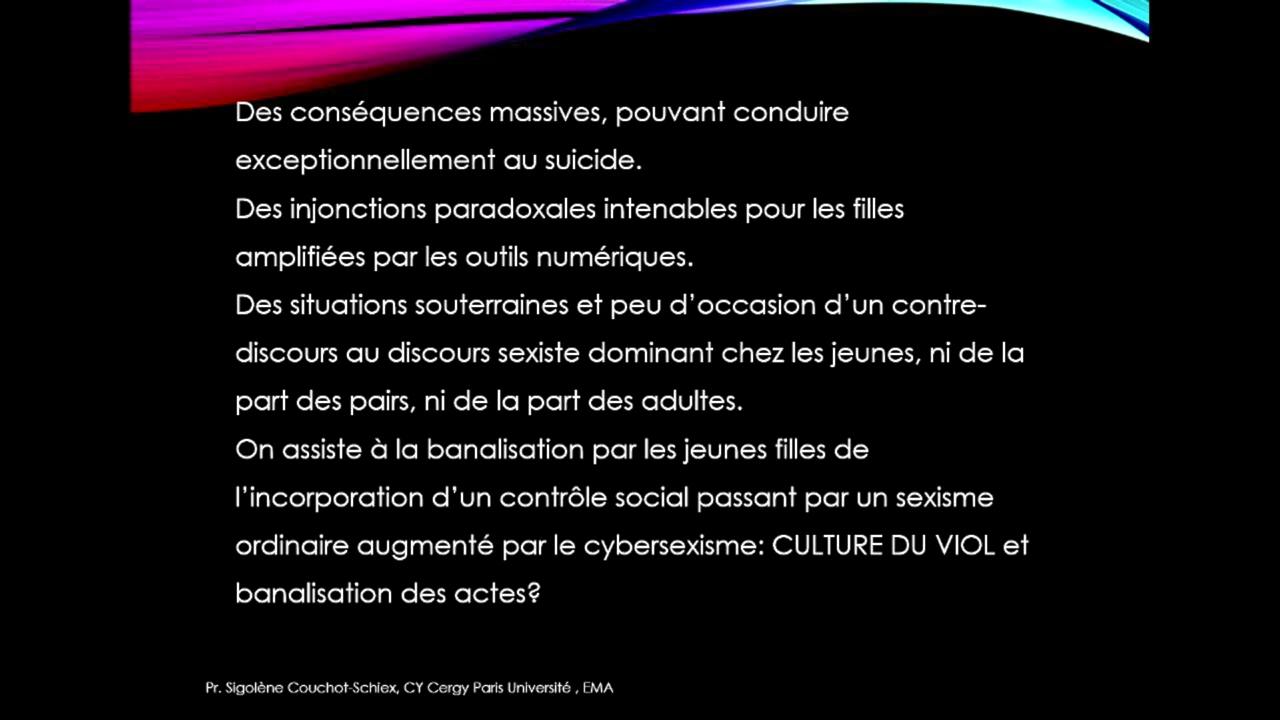 Des conséquences massives, pouvant conduire
exceptionnellement au suicide.
Des injonctions paradoxales intenables pour les filles
amplifiées par les outils numériques.
Des situations souterraines et peu d’occasion d’un contre-
discours au discours sexiste dominant chez les jeunes, ni de la
part des pairs, ni de la part des adultes.
On assiste à la banalisation par les jeunes filles de
l’incorporation d’un contrôle social passant par un sexisme
ordinaire augmenté par le cybersexisme: CULTURE DU VIOL et
banalisation des actes?
Pr. Sigolène Couchot-Schiex, CY Cergy Paris Université , EMA